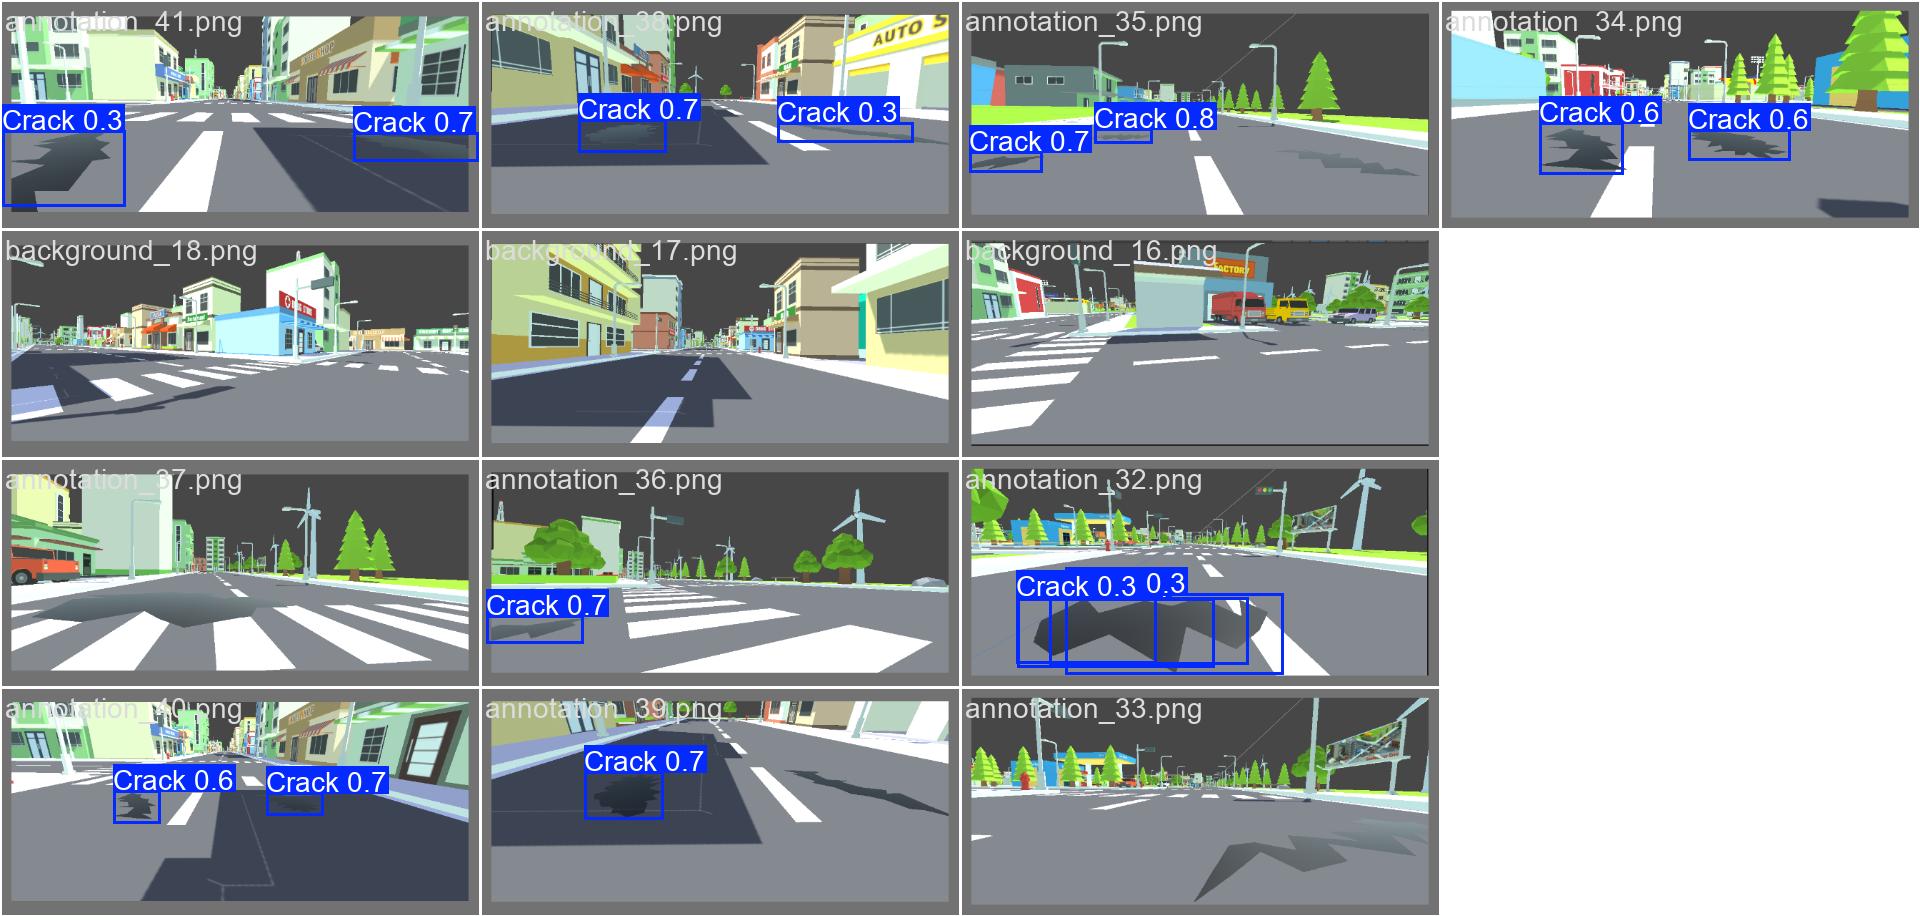 annotation_41.png
Crack 0.3
Crack 0.7
annotation_38.png
AUTO S
Crack 0.7
Crack 0.3
annotation_35.png
Crack 0.7
Crack 0.8
annotation_34.png
Crack 0.6
Crack 0.6
background_18.png
background_17.png
background_16.png
FACTORY
annotation_37.png
annotation_36.png
Crack 0.7
annotation_32.png
Crack 0.3
0.3
annotation_40.png
Crack 0.6
Crack 0.7
annotation_39.png
Crack 0.7
annotation_33.png